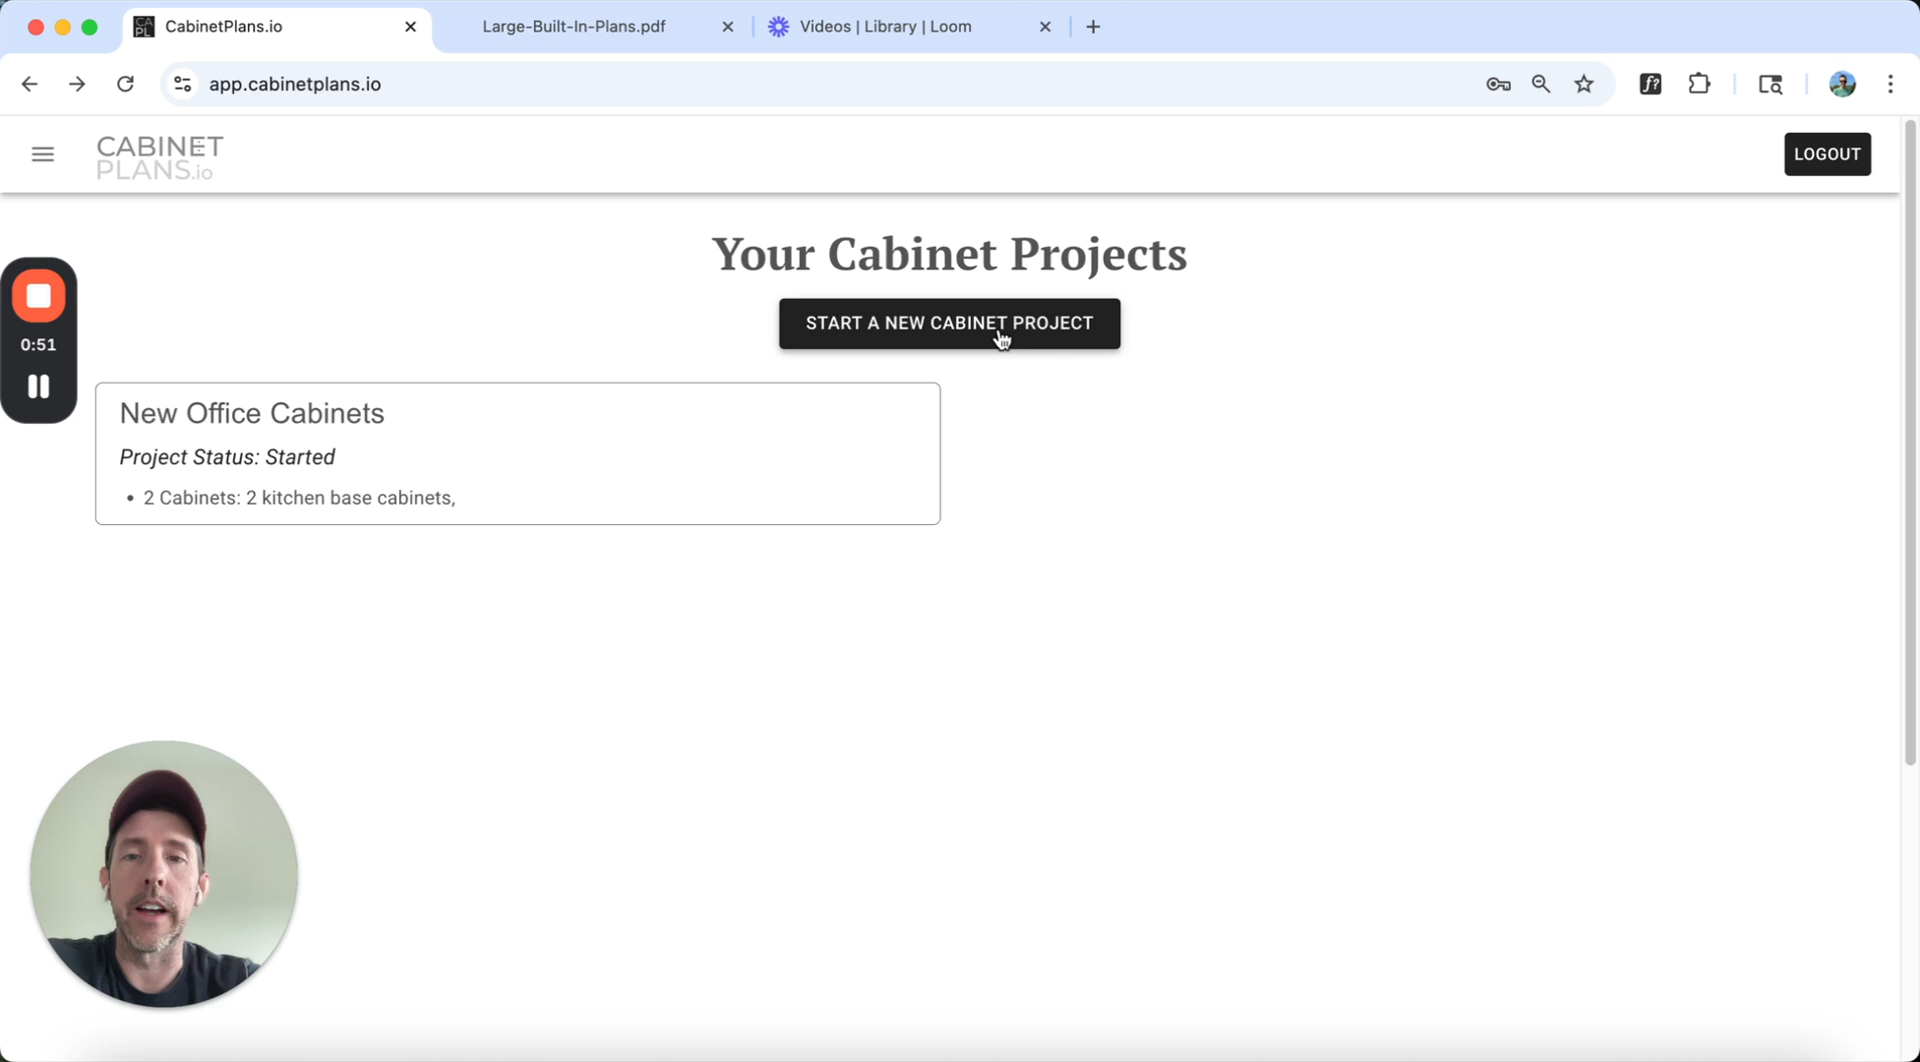 CabinetPlans.io
Large-Built-In-Plans.pdf
Videos | Library | Loom
app.cabinetplans.io
CABINET
PLANS.io
LOGOUT
Your Cabinet Projects
START A NEW CABINET PROJECT
0:51
New Office Cabinets
Project Status: Started
• 2 Cabinets: 2 kitchen base cabinets,